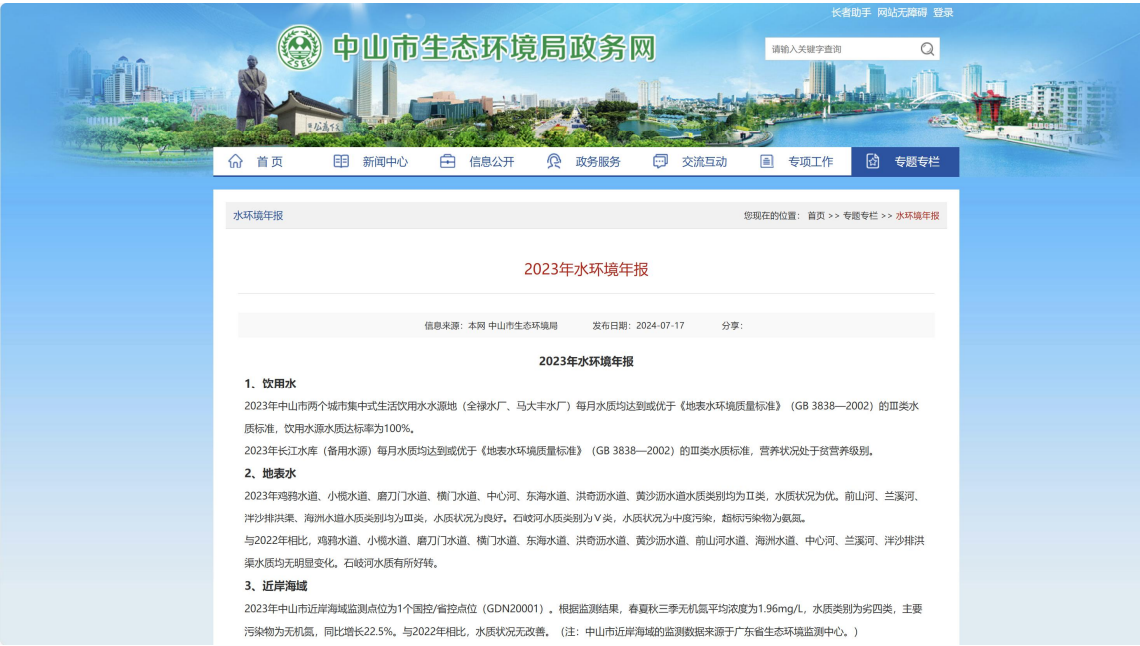 长者助手 网站无障碍 登录
ZSEE
中山市生态环境局政务网
请输入关键字查询
天下为公
首页 新闻中心 信息公开 政务服务 交流互动 专项工作 专题专栏
水环境年报 您现在的位置: 首页 >> 专题专栏 >> 水环境年报
2023年水环境年报
信息来源: 本网 中山市生态环境局 发布日期: 2024-07-17 分享:
2023年水环境年报
1、饮用水
2023年中山市两个城市集中式生活饮用水水源地（全禄水厂、马大丰水厂）每月水质均达到或优于《地表水环境质量标准》（GB 3838—2002）的Ⅲ类水
质标准，饮用水源水质达标率为100%。
2023年长江水库（备用水源）每月水质均达到或优于《地表水环境质量标准》（GB 3838—2002）的Ⅲ类水质标准，营养状况处于贫营养级别。
2、地表水
2023年鸡鸦水道、小榄水道、磨刀门水道、横门水道、中心河、东海水道、洪奇沥水道、黄沙沥水道水质类别均为Ⅱ类，水质状况为优。前山河、兰溪河、
泮沙排洪渠、海洲水道水质类别均为Ⅲ类，水质状况为良好。石岐河水质类别为Ⅴ类，水质状况为中度污染，超标污染物为氨氮。
与2022年相比，鸡鸦水道、小榄水道、磨刀门水道、横门水道、东海水道、洪奇沥水道、黄沙沥水道、前山河水道、海洲水道、中心河、兰溪河、泮沙排洪
渠水质均无明显变化。石岐河水质有所好转。
3、近岸海域
2023年中山市近岸海域监测点位为1个国控/省控点位（GDN20001）。根据监测结果，春夏秋三季无机氮平均浓度为1.96mg/L，水质类别为劣四类，主要
污染物为无机氮，同比增长22.5%。与2022年相比，水质状况无改善。（注：中山市近岸海域的监测数据来源于广东省生态环境监测中心。）